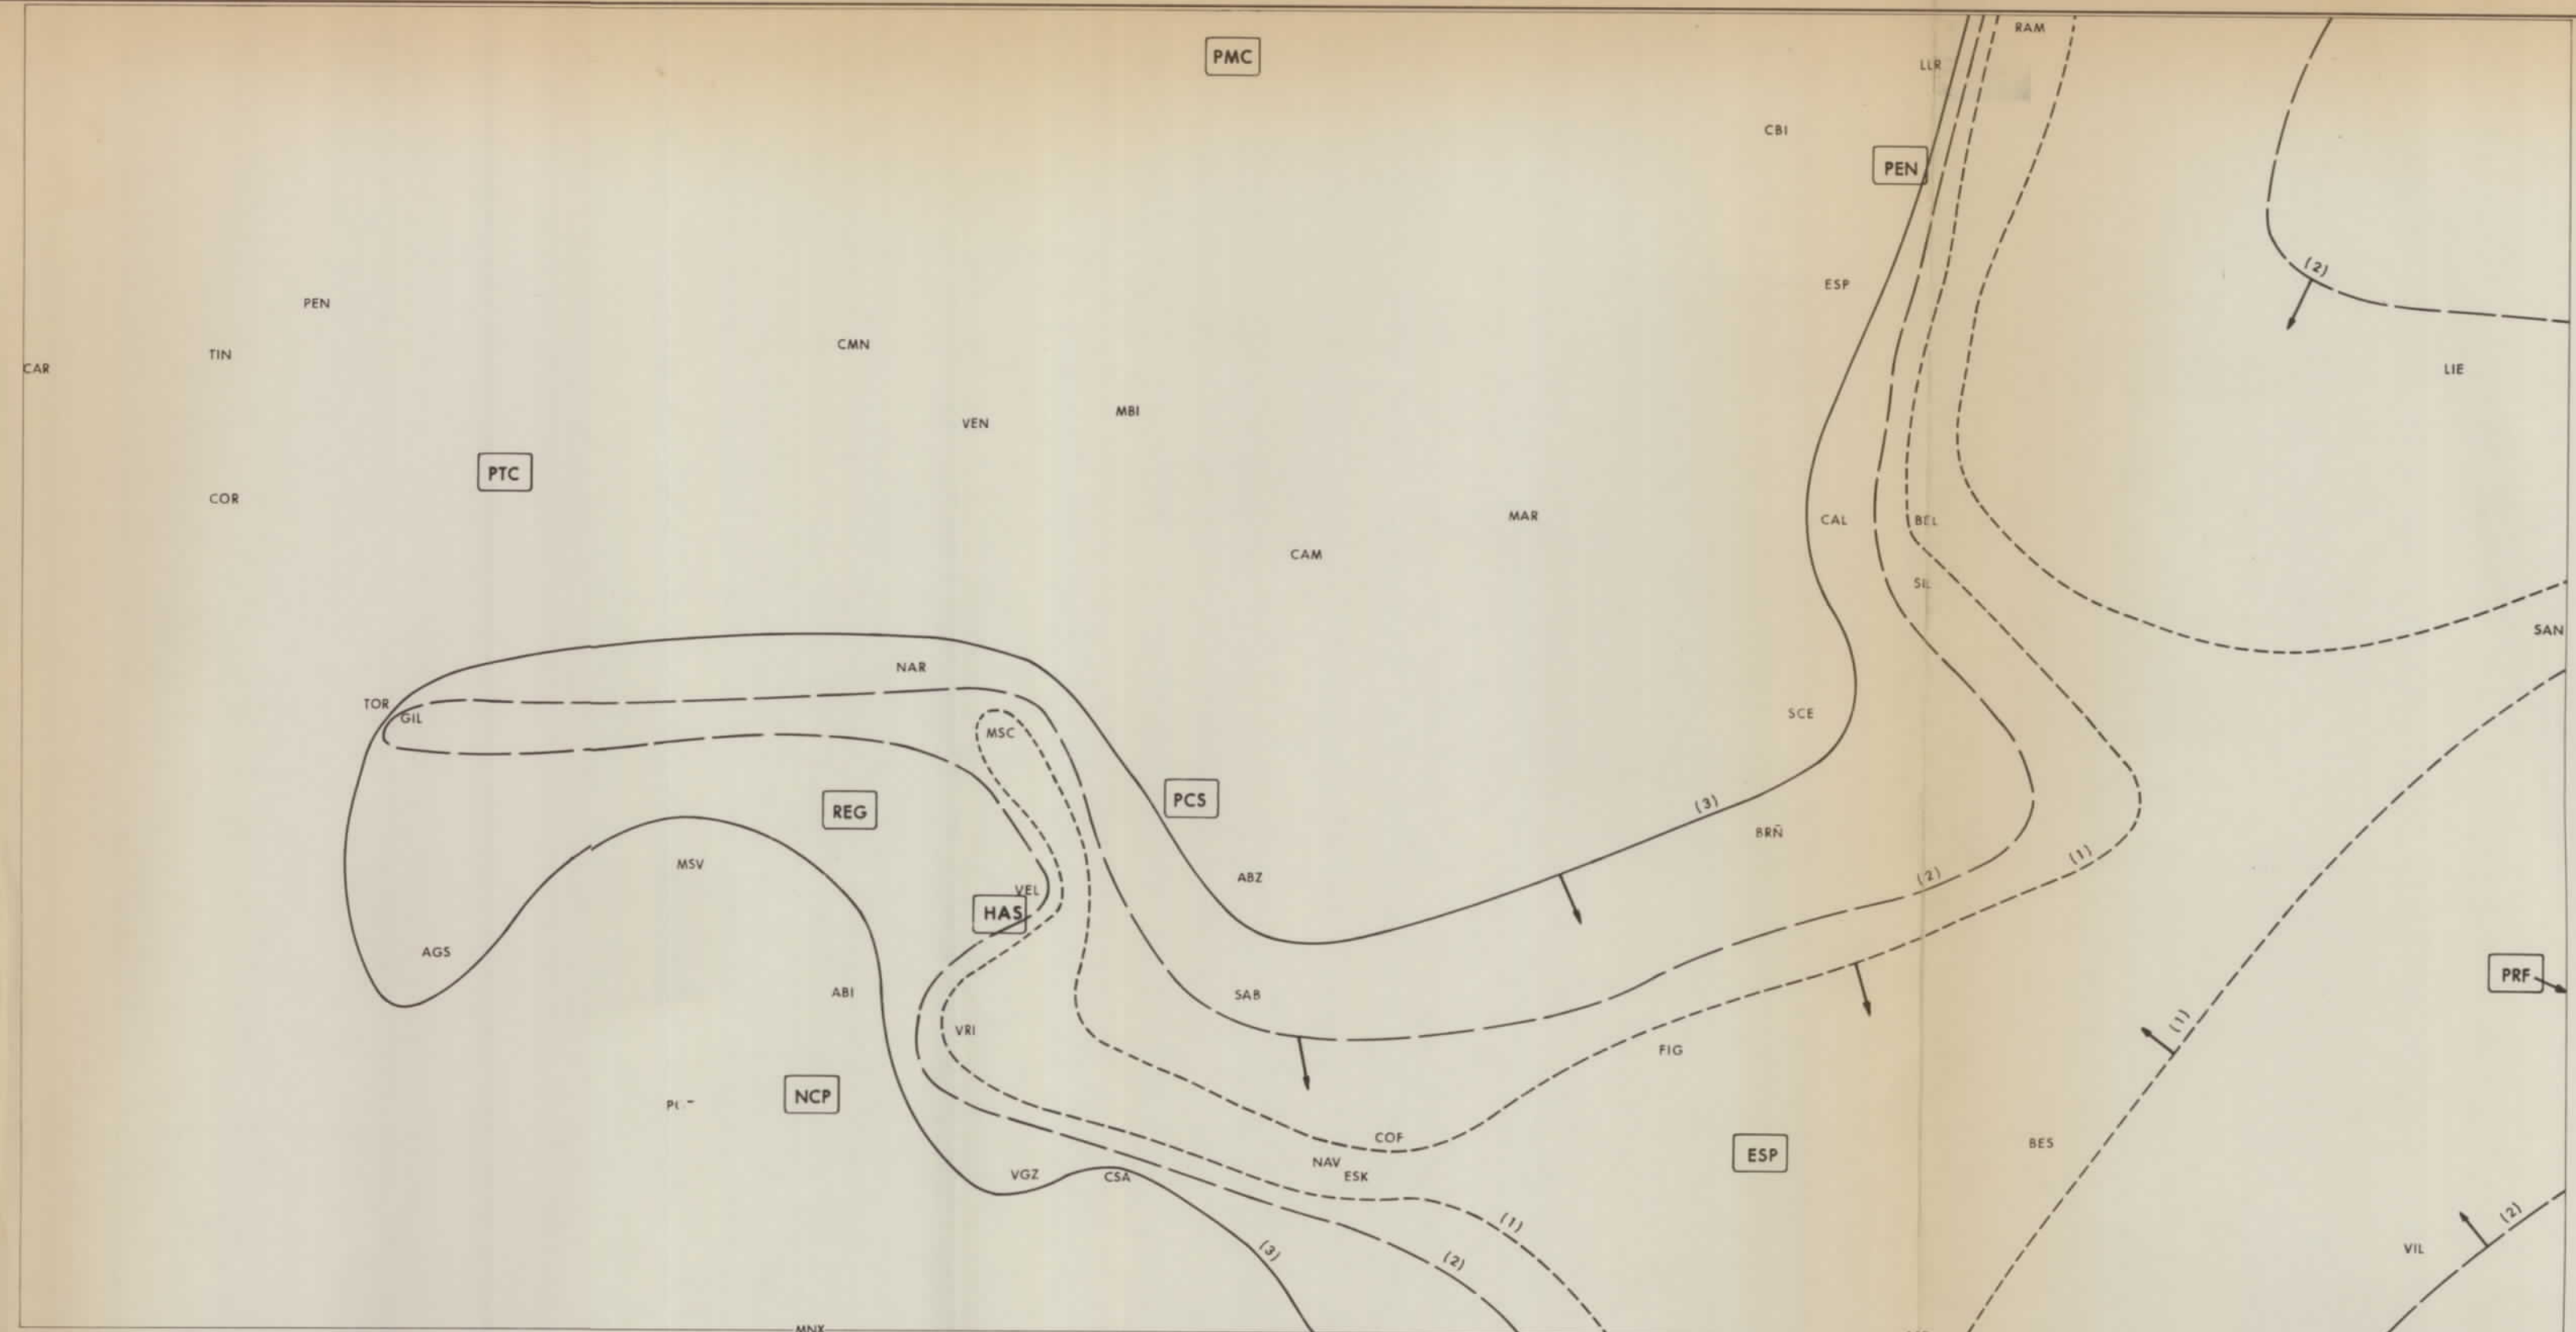 RAM
PMC
LLR
CBI
PEN
ESP
(2)
PEN
CMN
TIN
CAR
LIE
MBI
VEN
PTC
COR
MAR
CAL
BEL
CAM
SIL
SAN
NAR
TOR
GIL
SCE
MSC
PCS
(3)
REG
BRÑ
(1)
MSV
ABZ
(2)
VEL
HAS
AGS
PRF
ABI
SAB
(1)
VRI
FIG
NCP
COF
BES
ESP
NAV
ESK
VGZ
CSA
(2)
(1)
VIL
(3)
(2)
MNX